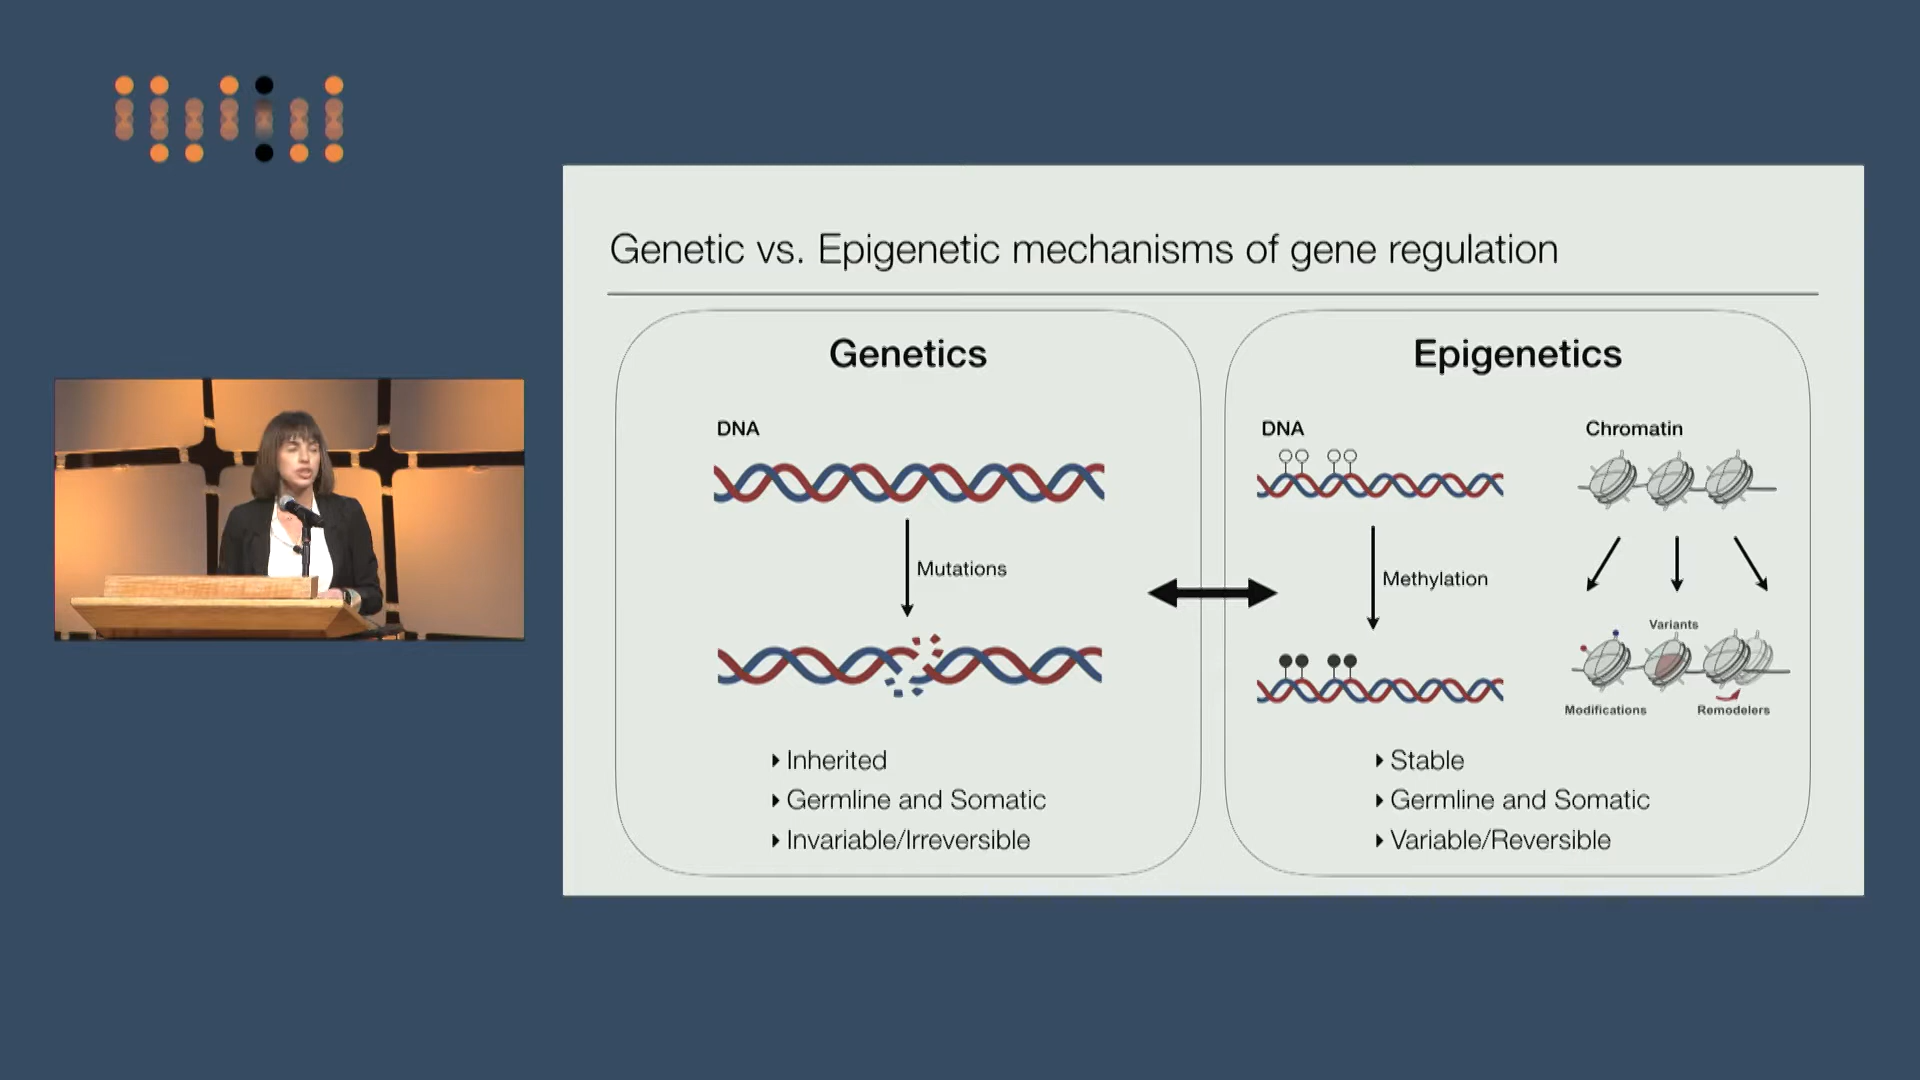 Genetic vs. Epigenetic mechanisms of gene regulation
Genetics
DNA
Mutations
‣ Inherited
‣ Germline and Somatic
‣ Invariable/Irreversible
Epigenetics
DNA
Chromatin
Methylation
Variants
Modifications
Remodelers
‣ Stable
‣ Germline and Somatic
‣ Variable/Reversible